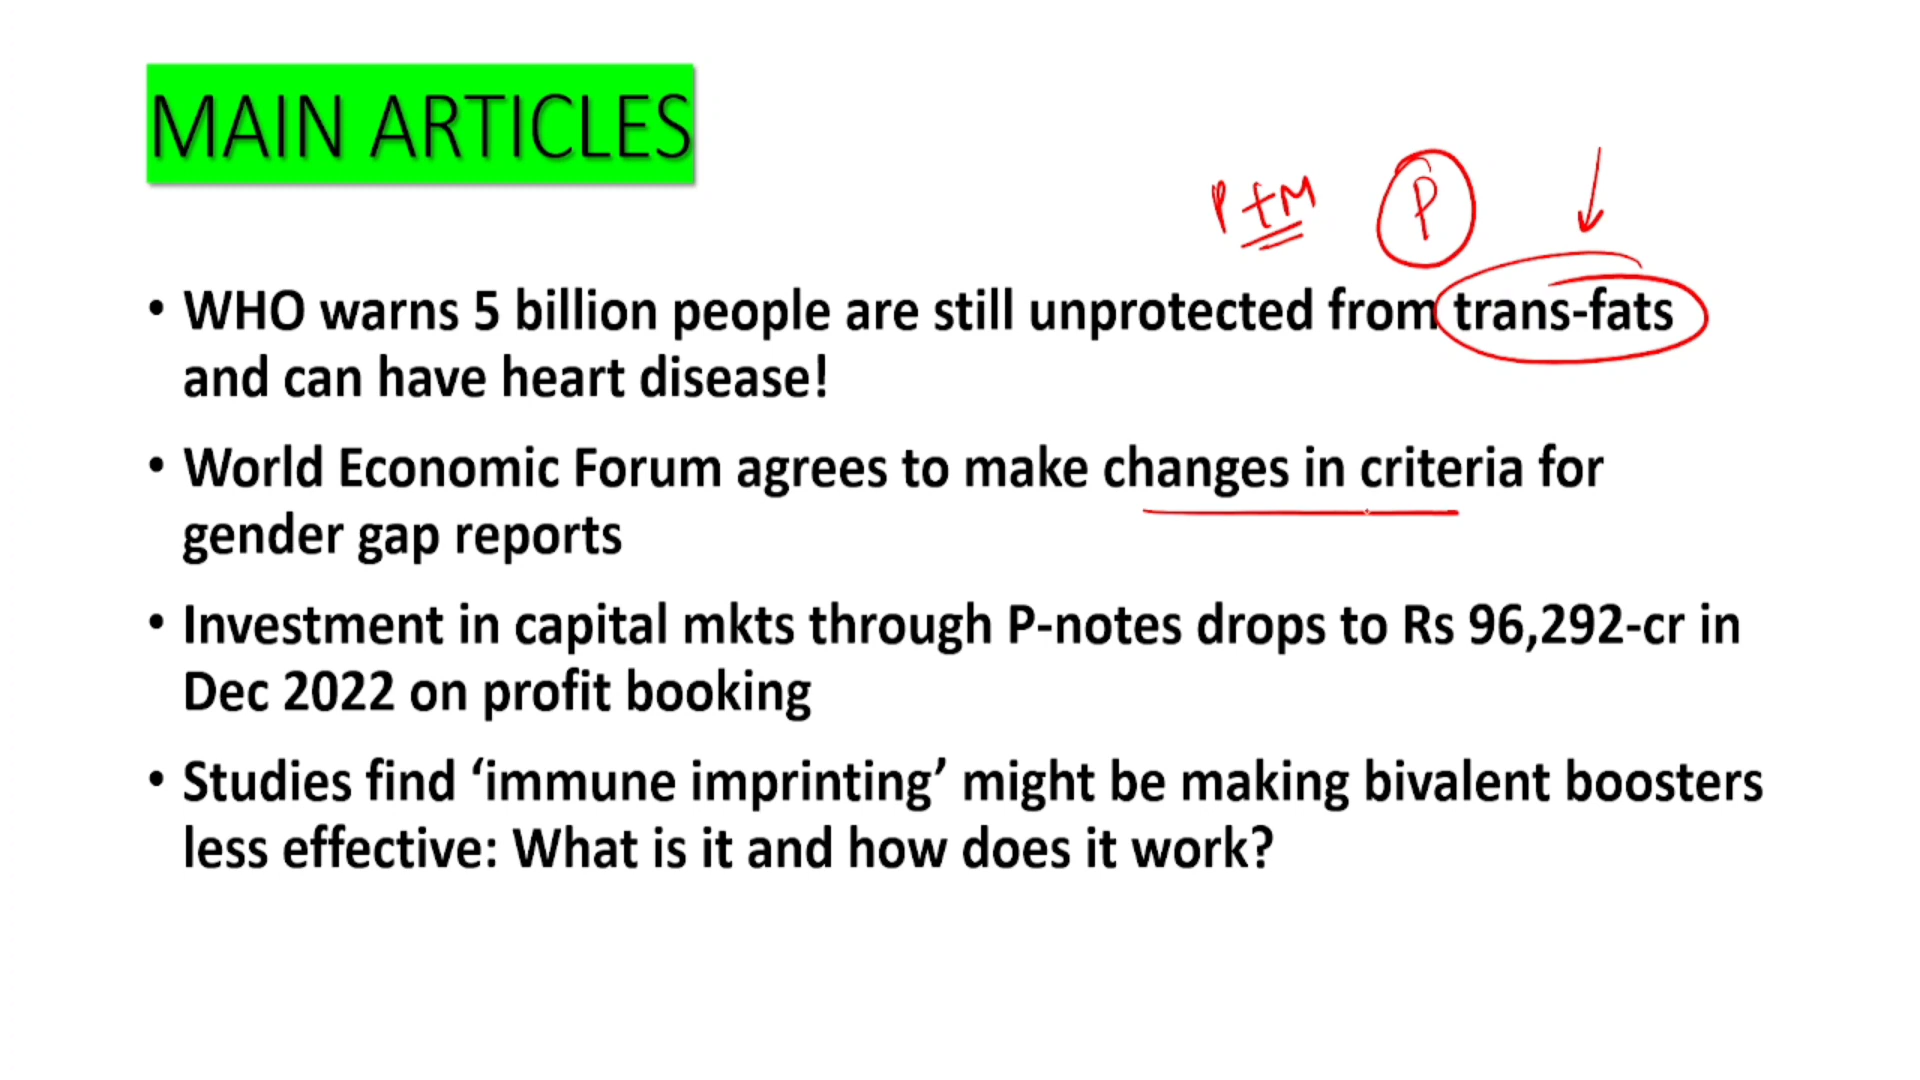 MAIN ARTICLES
P + M P
• WHO warns 5 billion people are still unprotected from trans-fats
and can have heart disease!
• World Economic Forum agrees to make changes in criteria for
gender gap reports
• Investment in capital mkts through P-notes drops to Rs 96,292-cr in
Dec 2022 on profit booking
• Studies find ‘immune imprinting’ might be making bivalent boosters
less effective: What is it and how does it work?